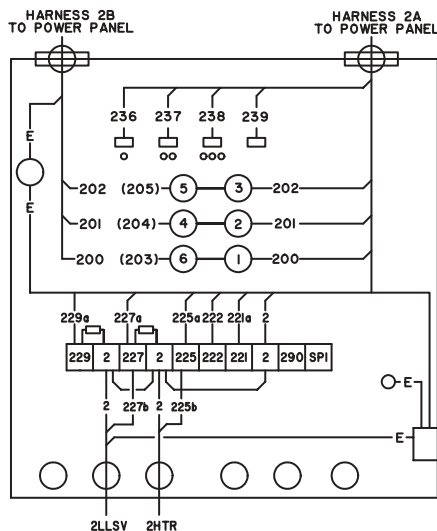 HARNESS 2B
TO POWER PANEL
HARNESS 2A
TO POWER PANEL
236 237 238 239
E
E
202 (205) 5 3 202
201 (204) 4 2 201
200 (203) 6 1 200
229a 227a 225a 222 221a 2
229 2 227 2 225 222 221 2 290 SP1
E
2 227b 2 225b
E
2LLSV 2HTR